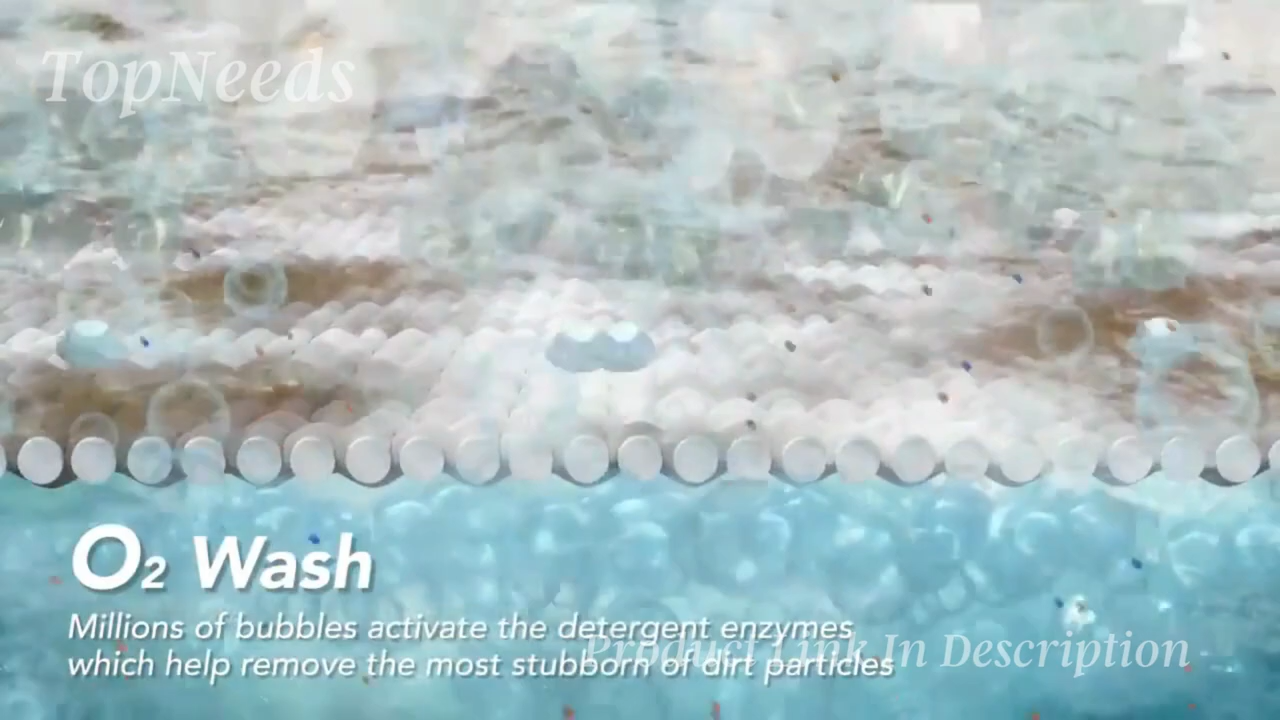 TopNeeds
O₂ Wash
Millions of bubbles activate the detergent enzymes
which help remove the most stubborn of dirt particles
Product Link In Description